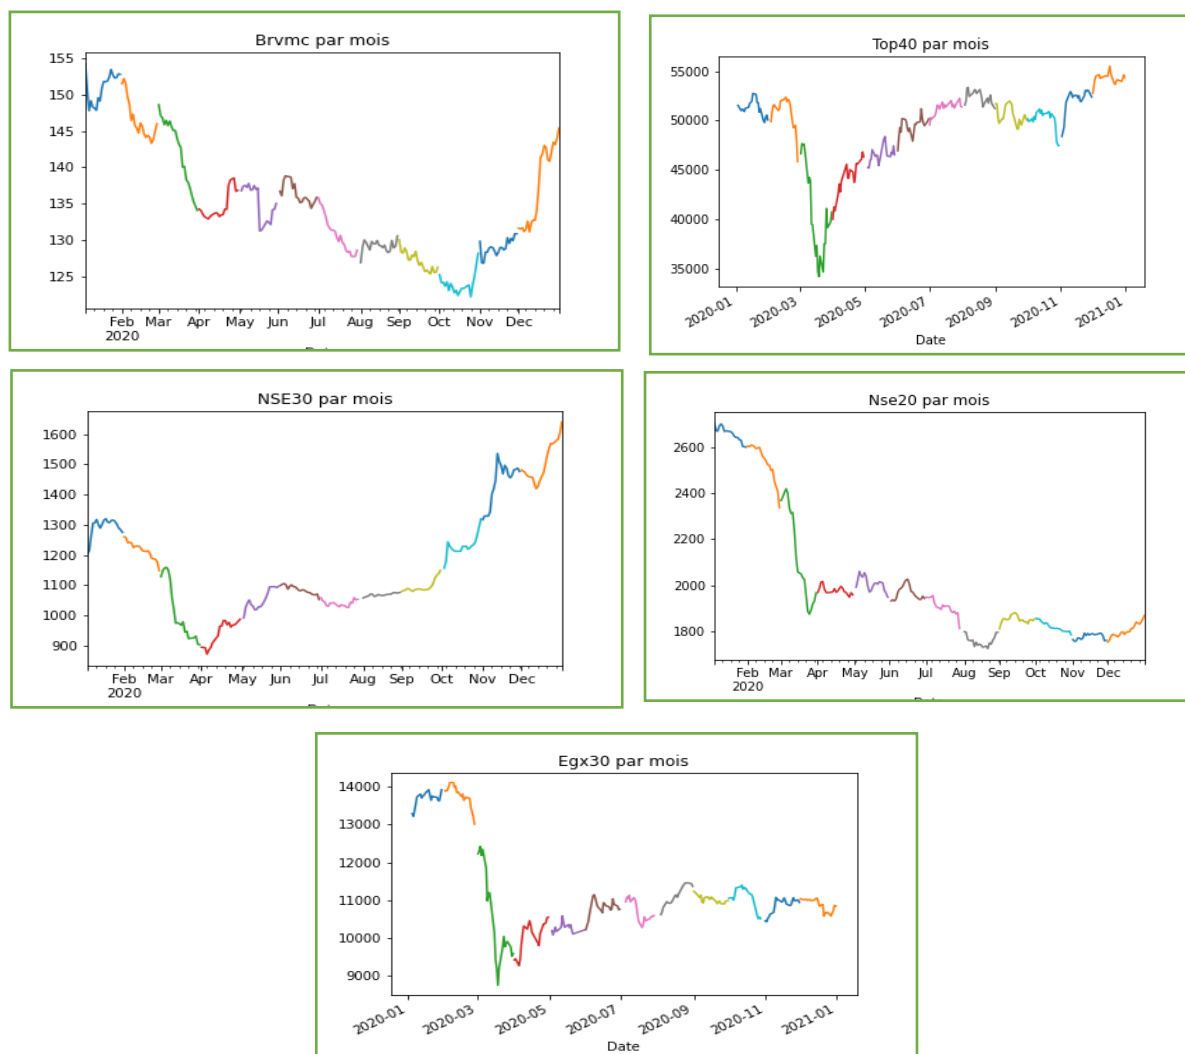 Brvmc par mois
155
150
145
140
135
130
125
Feb Mar Apr May Jun Jul Aug Sep Oct Nov Dec
2020
Top40 par mois
55000
50000
45000
40000
35000
2020-01 2020-03 2020-05 2020-07 2020-09 2020-11 2021-01
Date
NSE30 par mois
1600
1500
1400
1300
1200
1100
1000
900
Feb Mar Apr May Jun Jul Aug Sep Oct Nov Dec
2020
Nse20 par mois
2600
2400
2200
2000
1800
Feb Mar Apr May Jun Jul Aug Sep Oct Nov Dec
2020
Egx30 par mois
14000
13000
12000
11000
10000
9000
2020-01 2020-03 2020-05 2020-07 2020-09 2020-11 2021-01
Date